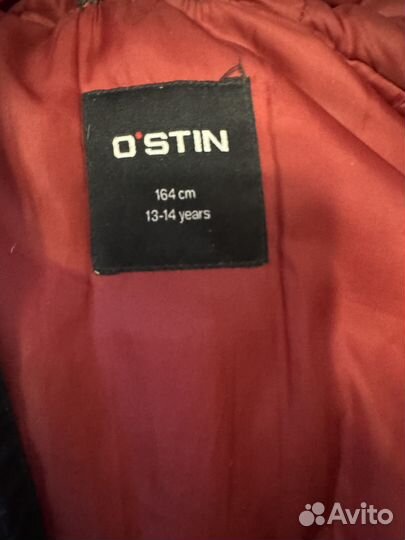 O'STIN
164 cm
13-14 years
Avito